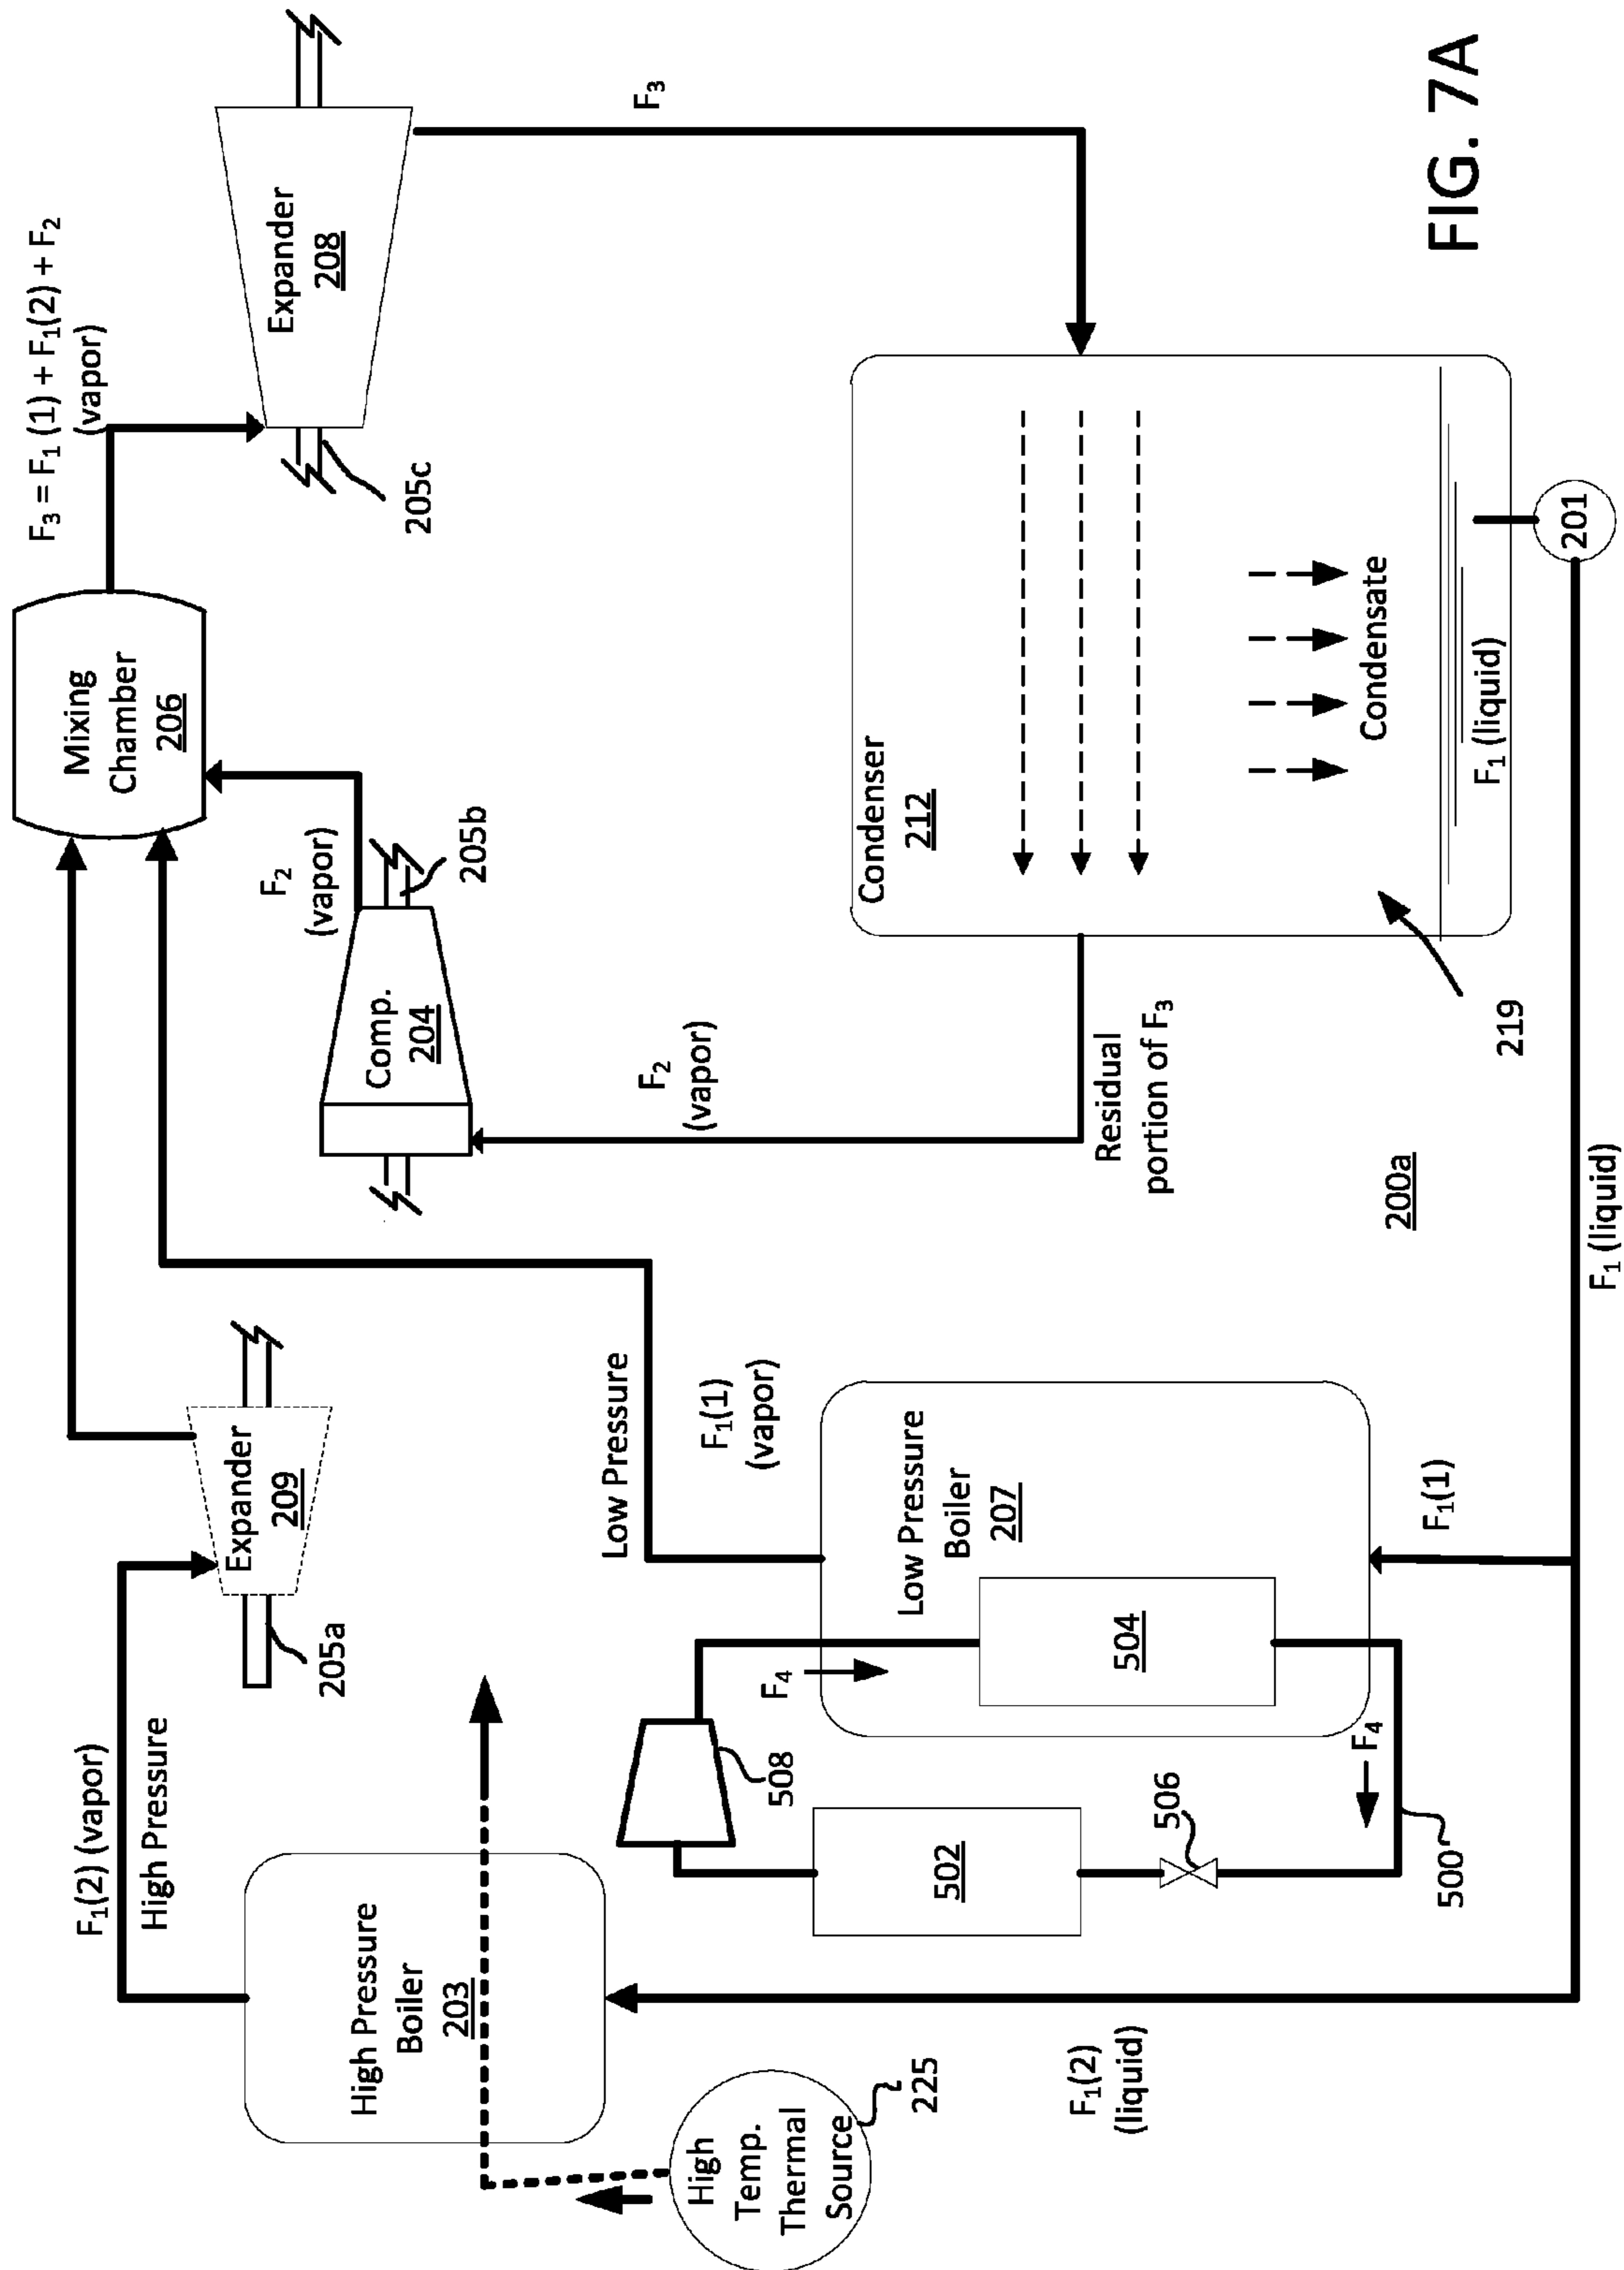 F₁(2) (vapor)
High Pressure
Expander
209
205a
High Pressure
Boiler
203
High
Temp.
Thermal
Source
225
F₁(2)
(liquid)
Low Pressure
F₁(1)
(vapor)
Low Pressure
Boiler
207
F₄
508
504
502
506
F₄
500
F₁(1)
Mixing
Chamber
206
F₂
(vapor)
Comp.
204
205b
F₂
(vapor)
Residual
portion of F₃
200a
F₁ (liquid)
F₃ = F₁ (1) + F₁(2) + F₂
(vapor)
Expander
208
205c
F₃
Condenser
212
Condensate
F₁ (liquid)
219
201
FIG. 7A